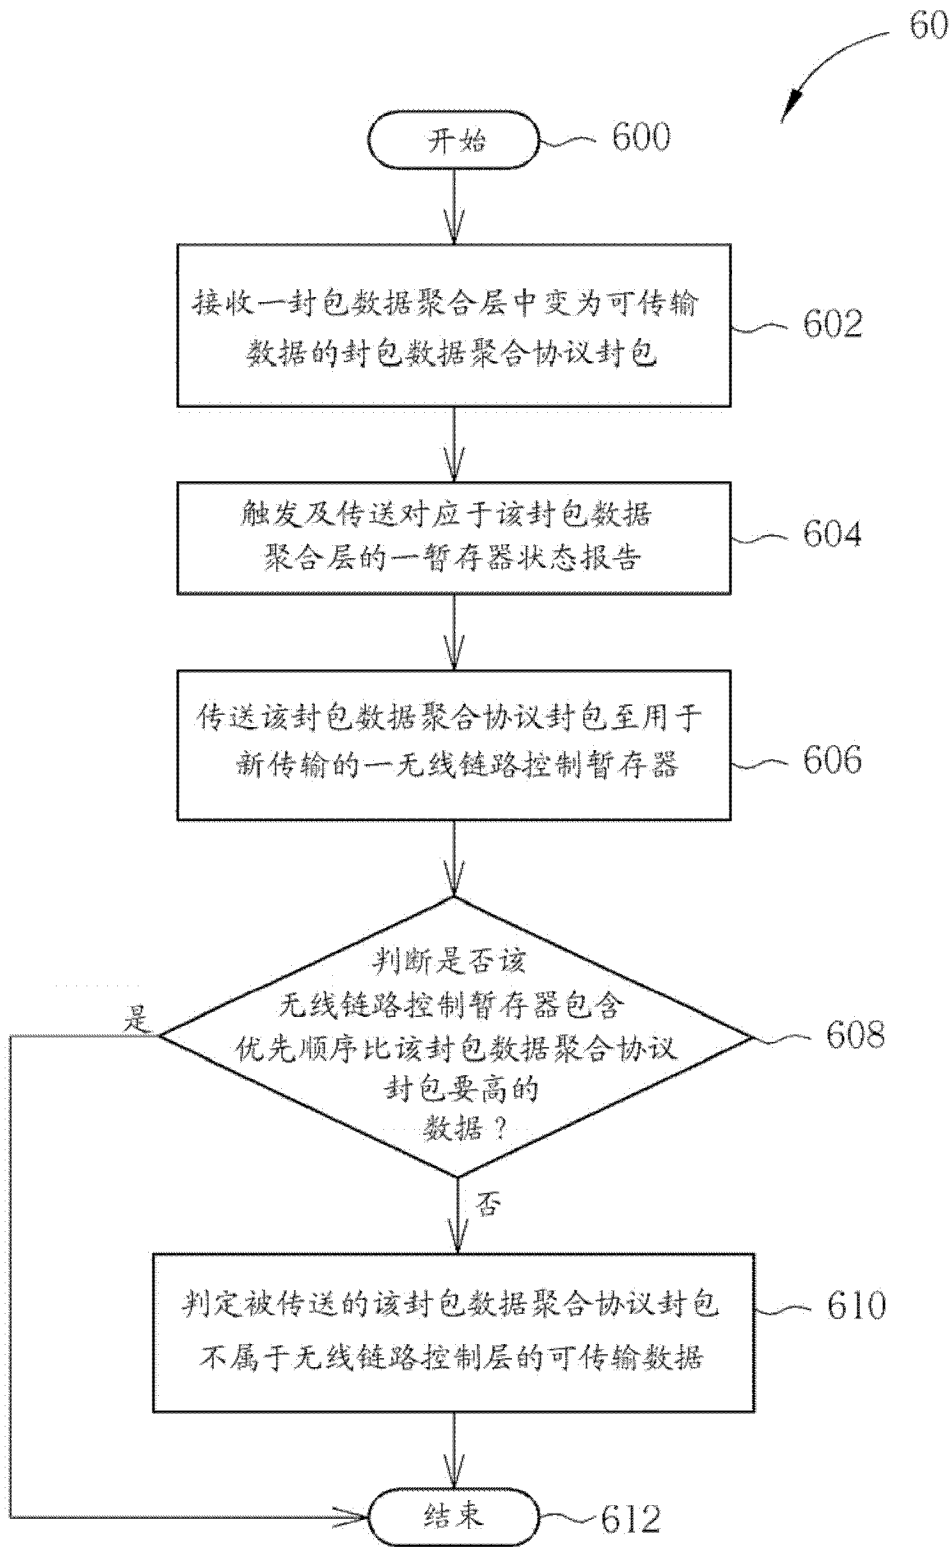 60
开始
600
接收一封包数据聚合层中变为可传输
数据的封包数据聚合协议封包
602
触发及传送对应于该封包数据
聚合层的一暂存器状态报告
604
传送该封包数据聚合协议封包至用于
新传输的一无线链路控制暂存器
606
判断是否该
无线链路控制暂存器包含
优先顺序比该封包数据聚合协议
封包要高的
数据？
608
是
否
判定被传送的该封包数据聚合协议封包
不属于无线链路控制层的可传输数据
610
结束
612